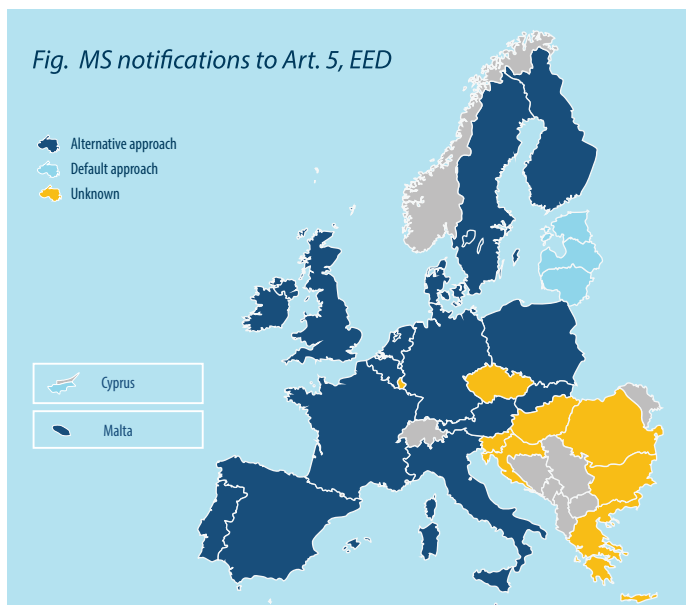 Fig. MS notifications to Art. 5, EED
Alternative approach
Default approach
Unknown
Cyprus
Malta